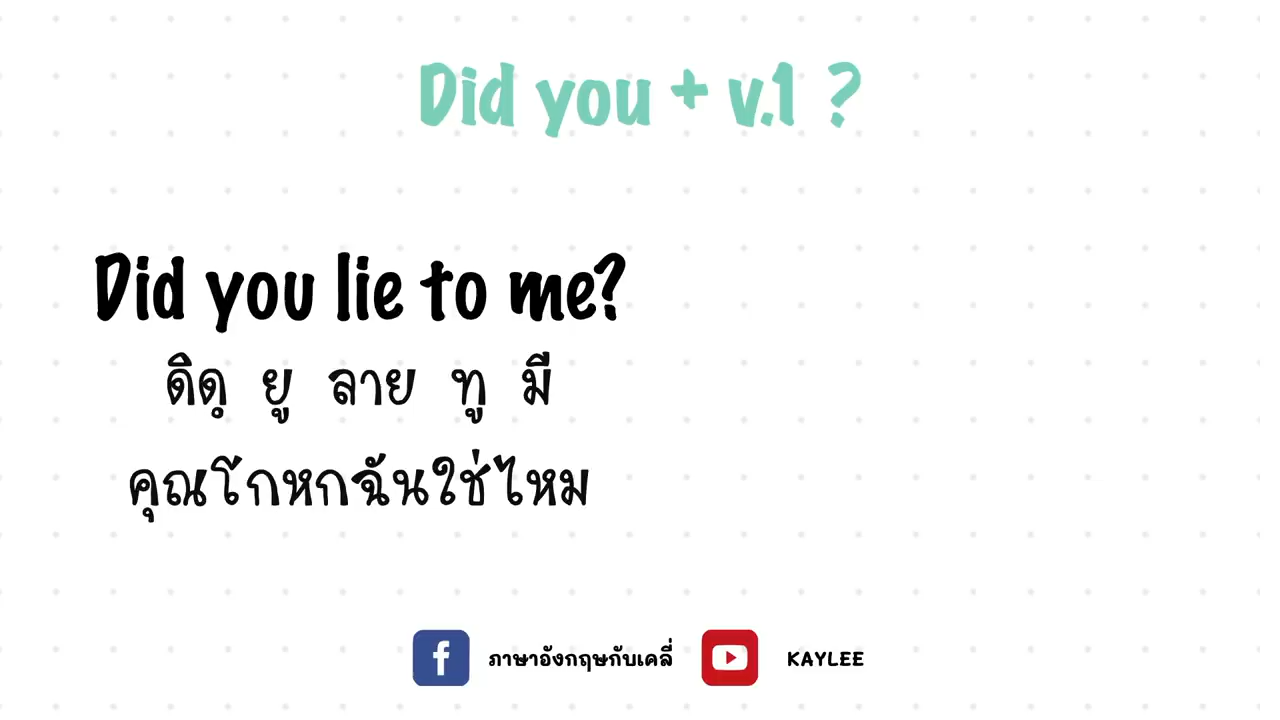 Did you + v.1 ?
Did you lie to me?
ดิดฺ ยู ลาย ทู มี
คุณโกหกฉันใช่ไหม
ภาษาอังกฤษกับเคลี่ KAYLEE